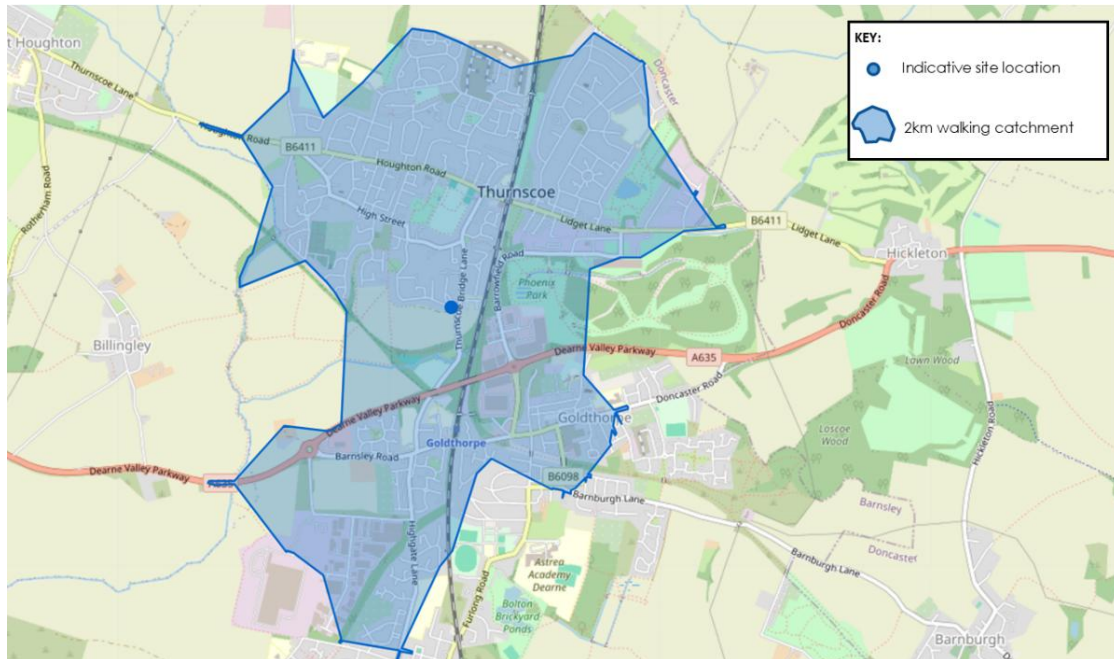 KEY:
Indicative site location
2km walking catchment
t Houghton
Thurnscoe Lane
Houghton Road
B6411
Houghton Road
Thurnscoe
High Street
Lidget Lane
B6411
Lidget Lane
Hickleton
Rotherham Road
Doncaster
Thurnscoe Bridge Lane
Barrowfield Road
Phoenix
Park
Doncaster Road
Billingley
Dearne Valley Parkway
A635
Lawn Wood
Dearne Valley Parkway
Doncaster Road
Goldthorpe
Goldthorpe
Loscoe
Wood
Hickleton Road
Barnsley Road
Dearne Valley Parkway
B6098
Barnburgh Lane
Barnsley
Doncaster
Highgate Lane
Furlong Road
Astrea
Academy
Dearne
Barnburgh Lane
Bolton
Brickyard
Ponds
Barnburgh